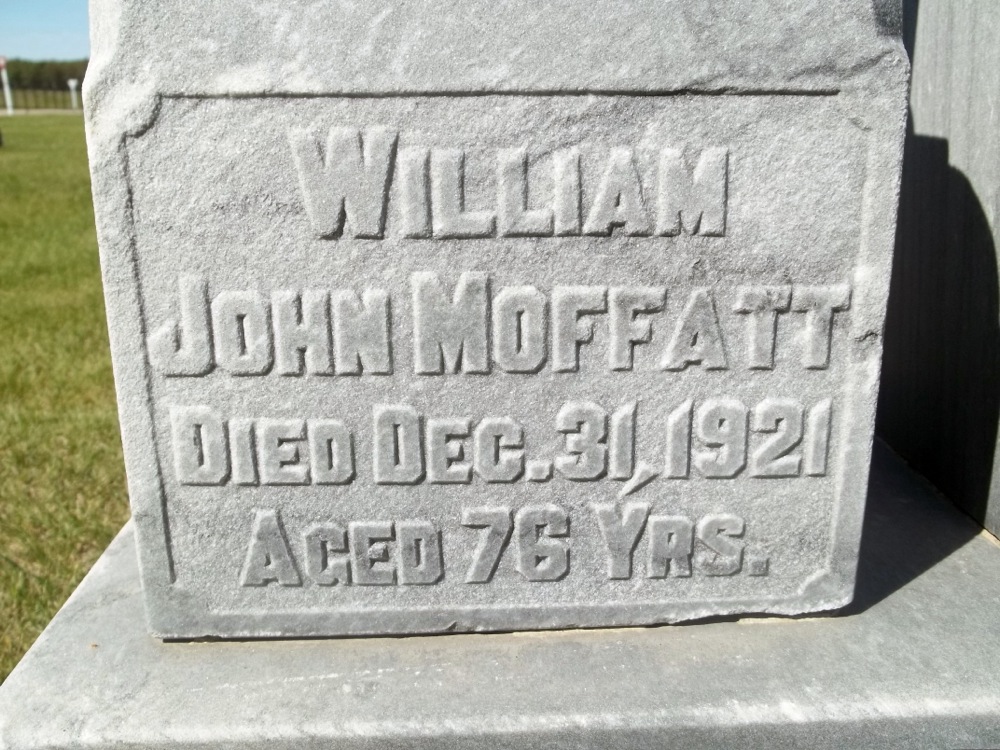 WILLIAM
JOHN MOFFATT
DIED DEC. 31, 1921
AGED 76 YRS.